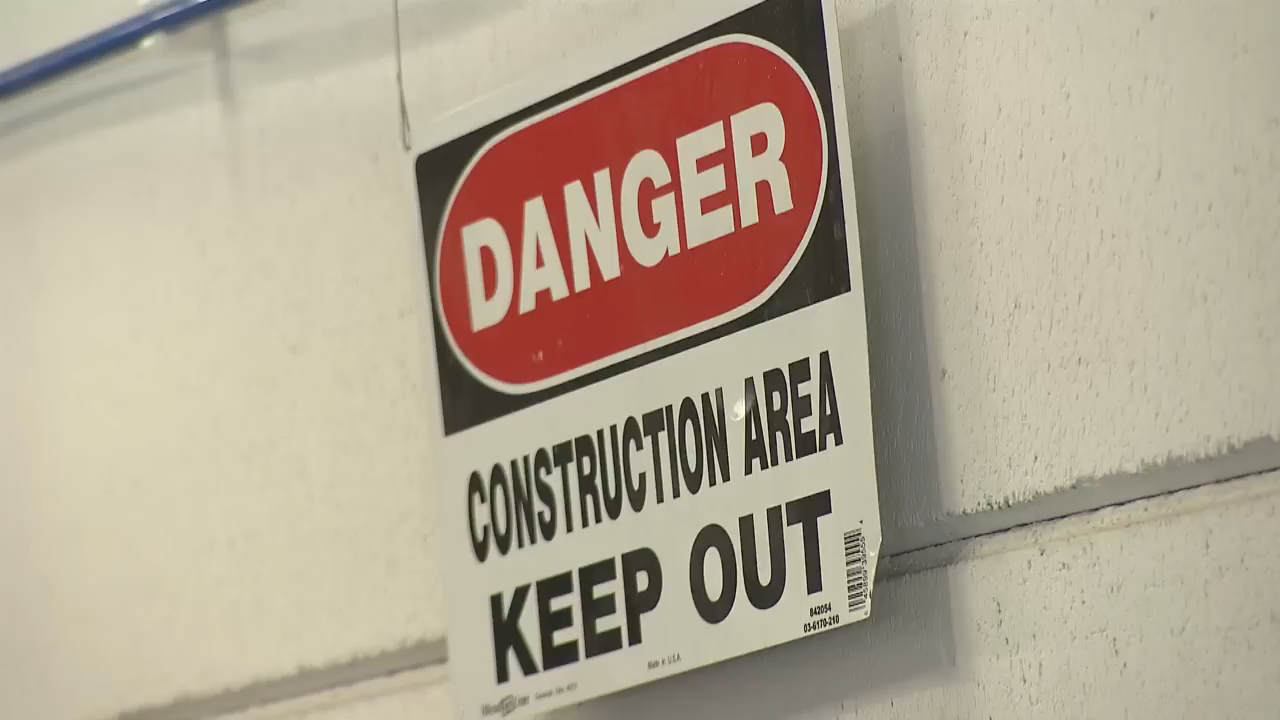 DANGER
CONSTRUCTION AREA
KEEP OUT
842054
03-6170-210
Made in U.S.A.